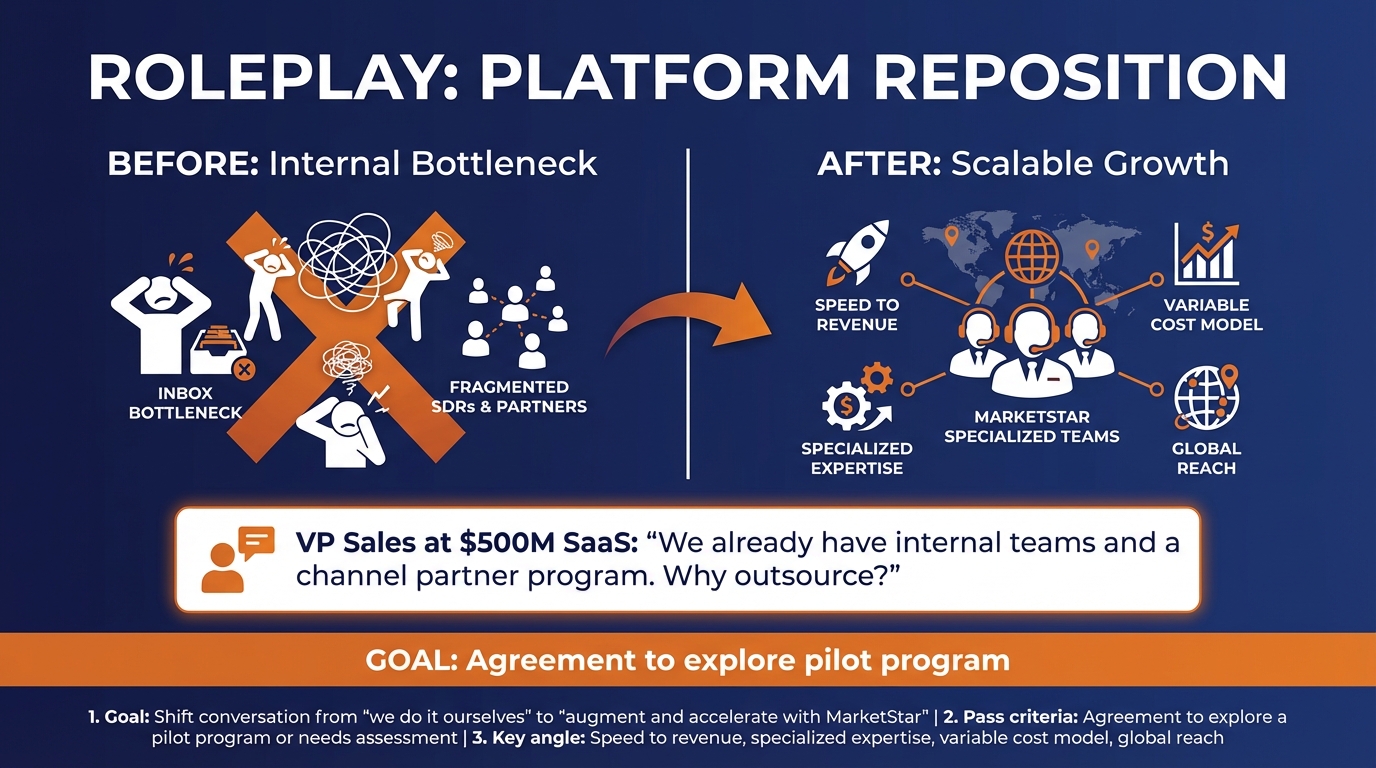 ROLEPLAY: PLATFORM REPOSITION
BEFORE: Internal Bottleneck
INBOX
BOTTLENECK
FRAGMENTED
SDRs & PARTNERS
AFTER: Scalable Growth
SPEED TO
REVENUE
$
VARIABLE
COST MODEL
$
SPECIALIZED
EXPERTISE
MARKETSTAR
SPECIALIZED TEAMS
GLOBAL
REACH
VP Sales at $500M SaaS: “We already have internal teams and a
channel partner program. Why outsource?”
GOAL: Agreement to explore pilot program
1. Goal: Shift conversation from “we do it ourselves” to “augment and accelerate with MarketStar” | 2. Pass criteria: Agreement to explore a
pilot program or needs assessment | 3. Key angle: Speed to revenue, specialized expertise, variable cost model, global reach